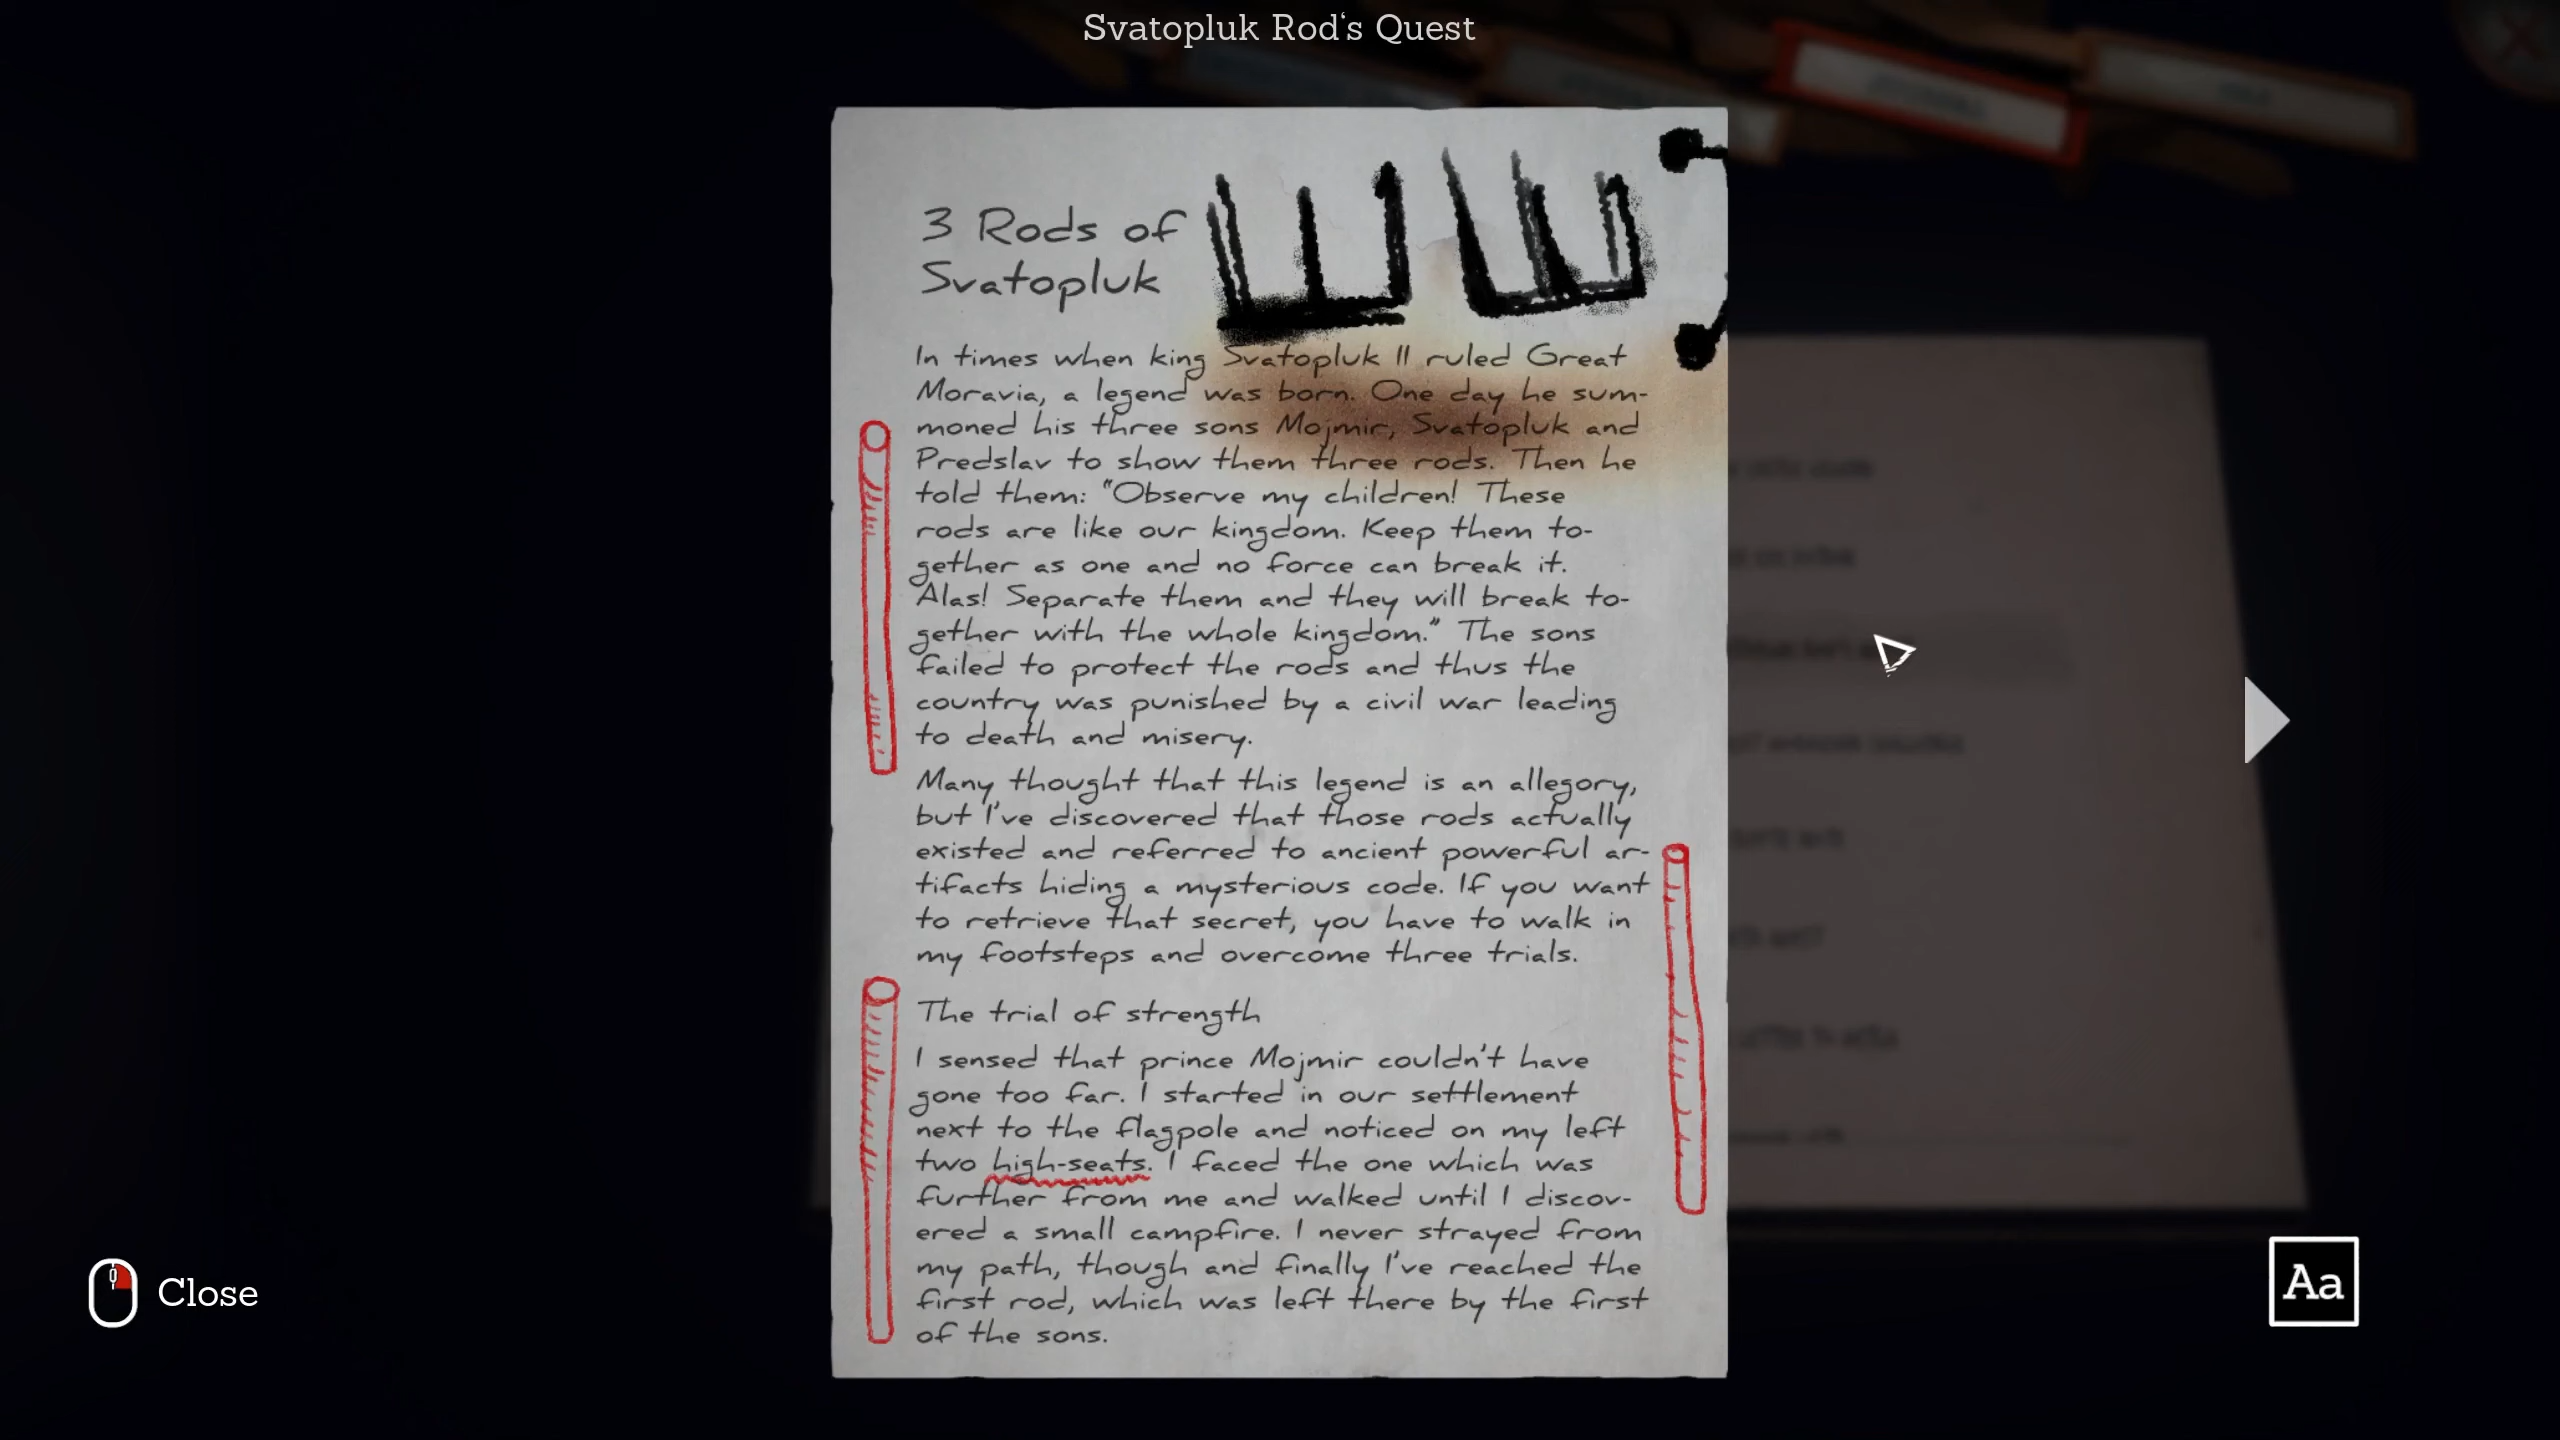 Svatopluk Rod's Quest
3 Rods of
Svatopluk
In times when king Svatopluk II ruled Great
Moravia, a legend was born. One day he sum-
moned his three sons Mojmir, Svatopluk and
Predslav to show them three rods. Then he
told them: "Observe my children! These
rods are like our kingdom. Keep them to-
gether as one and no force can break it.
Alas! Separate them and they will break to-
gether with the whole kingdom." The sons
failed to protect the rods and thus the
country was punished by a civil war leading
to death and misery.
Many thought that this legend is an allegory,
but I've discovered that those rods actually
existed and referred to ancient powerful ar-
tifacts hiding a mysterious code. If you want
to retrieve that secret, you have to walk in
my footsteps and overcome three trials.
The trial of strength
I sensed that prince Mojmir couldn't have
gone too far. I started in our settlement
next to the flagpole and noticed on my left
two high-seats. I faced the one which was
further from me and walked until I discov-
ered a small campfire. I never strayed from
my path, though and finally I've reached the
first rod, which was left there by the first
of the sons.
Close
Aa